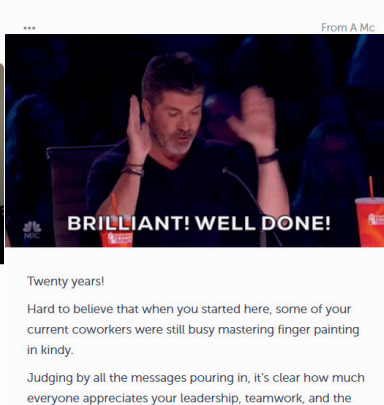 ...
From A Mc
NBC
BRILLIANT! WELL DONE!
Twenty years!
Hard to believe that when you started here, some of your
current coworkers were still busy mastering finger painting
in kindy.
Judging by all the messages pouring in, it's clear how much
everyone appreciates your leadership, teamwork, and the